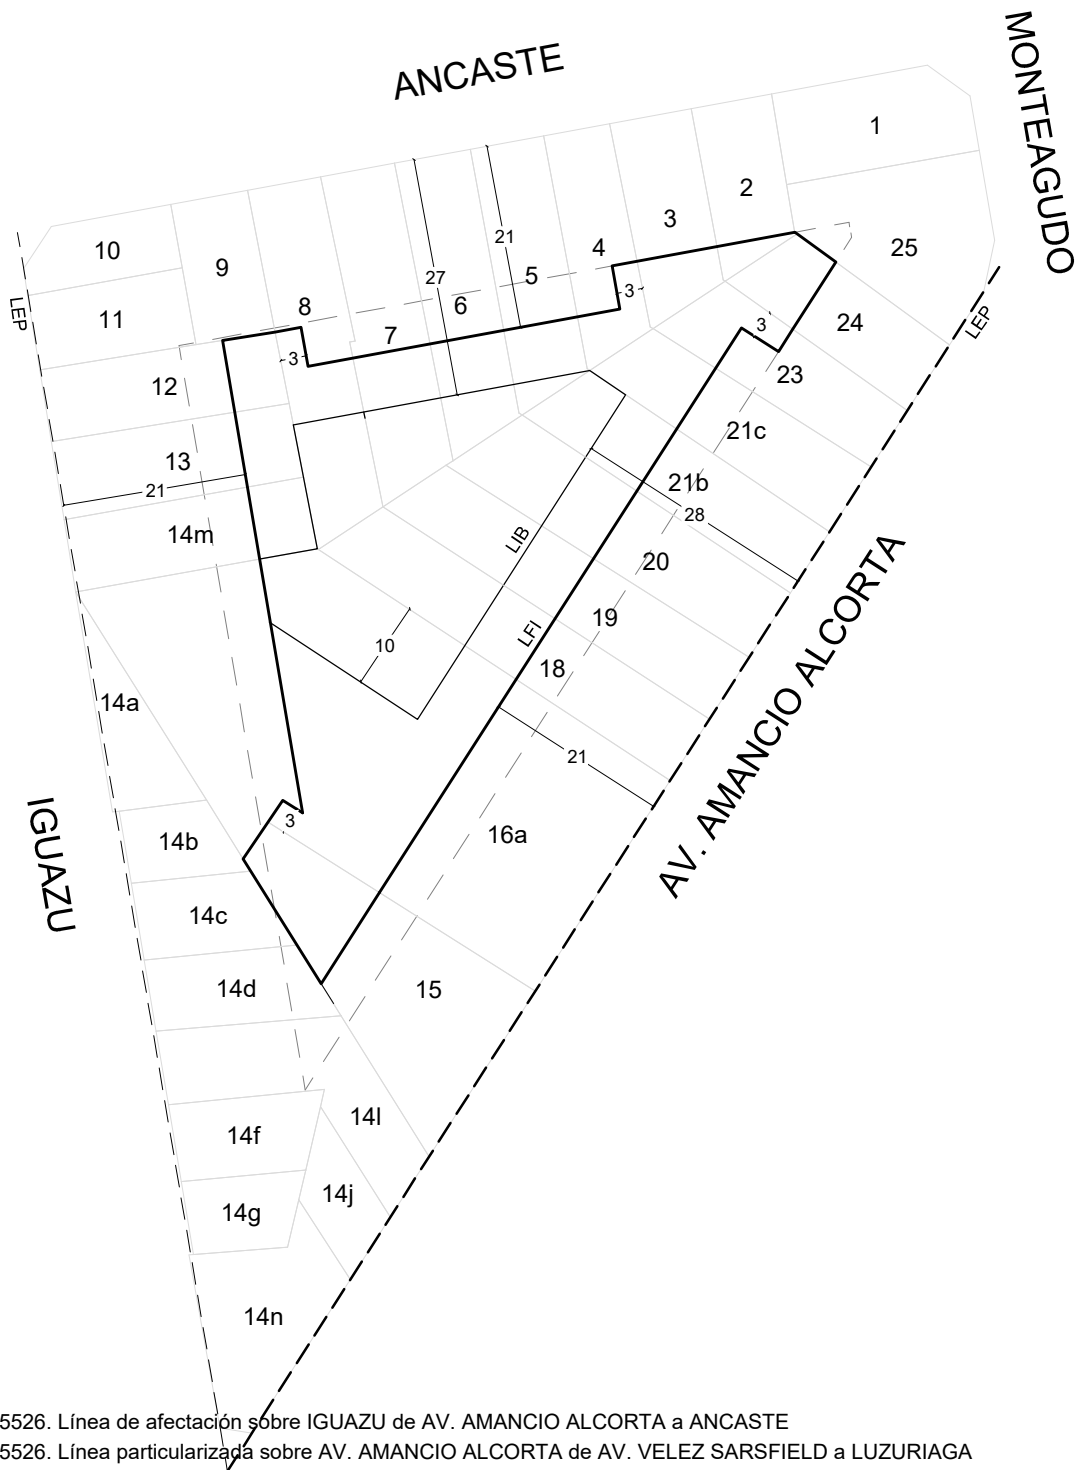 ANCASTE
MONTEAGUDO
1
2
3
4
5
6
7
8
9
10
11
12
13
14m
14a
14b
14c
14d
14f
14g
14n
14j
14l
15
16a
18
19
20
21b
21c
23
24
25
LEP
LEP
27
21
3
3
3
21
28
10
LIB
LFI
21
3
IGUAZU
AV. AMANCIO ALCORTA
5526. Línea de afectación sobre IGUAZU de AV. AMANCIO ALCORTA a ANCASTE
5526. Línea particularizada sobre AV. AMANCIO ALCORTA de AV. VELEZ SARSFIELD a LUZURIAGA